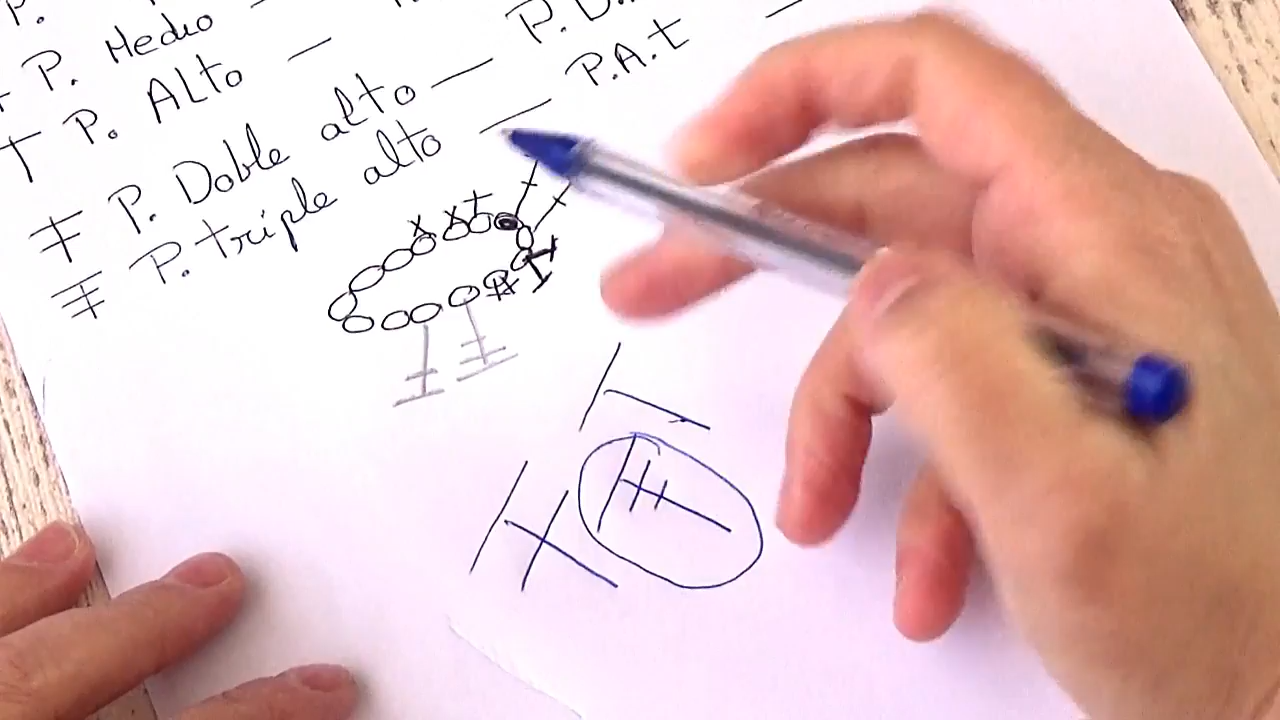 P.
P. Medio —
P. Alto —
P. Doble alto — P. D.
P. triple alto — P.A.t —